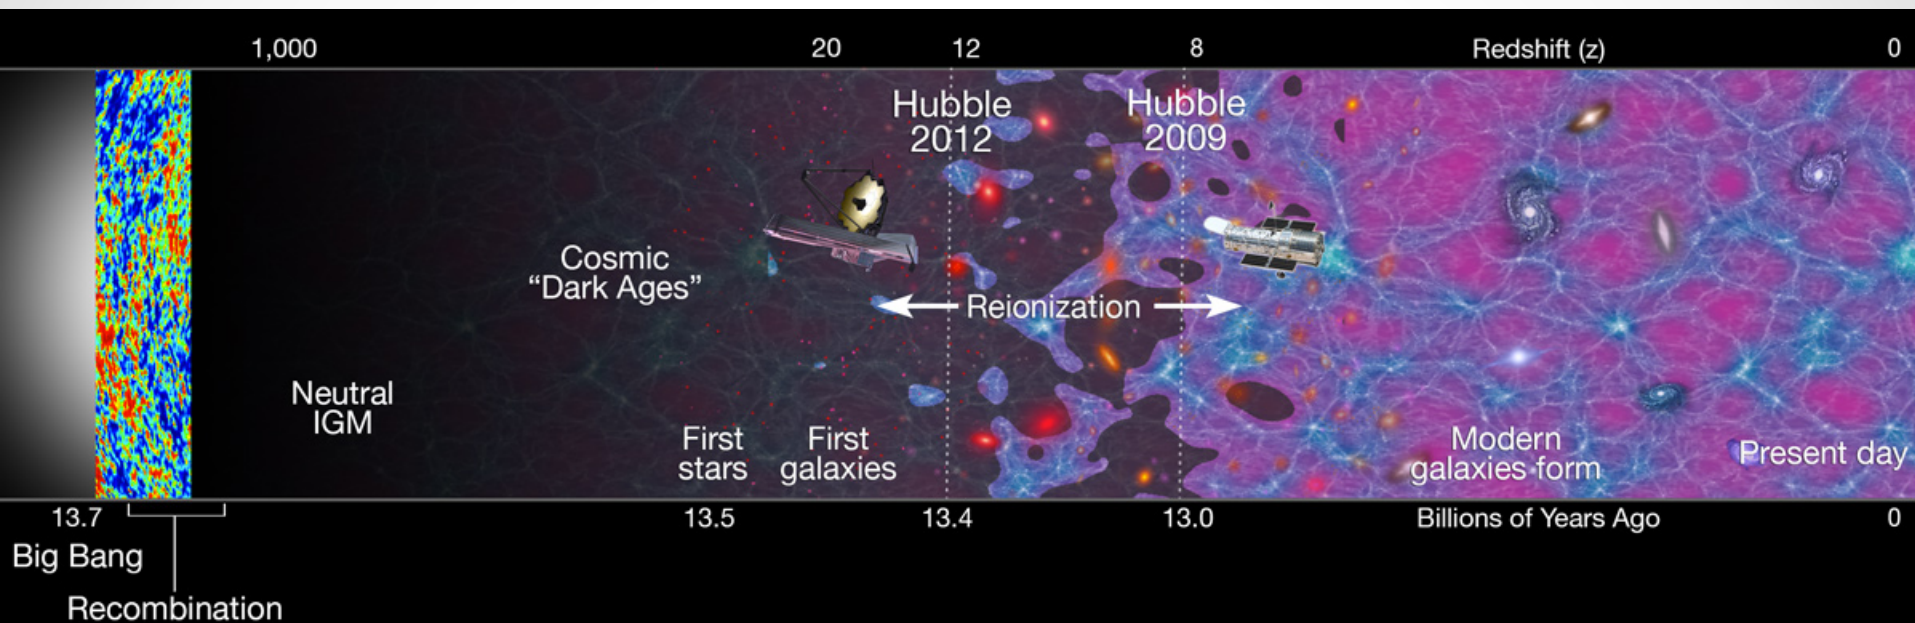 1,000 20 12 8 Redshift (z) 0
Hubble
2012
Hubble
2009
Cosmic
“Dark Ages”
Reionization
Neutral
IGM
First
stars
First
galaxies
Modern
galaxies form
Present day
13.7 13.5 13.4 13.0 Billions of Years Ago 0
Big Bang
Recombination